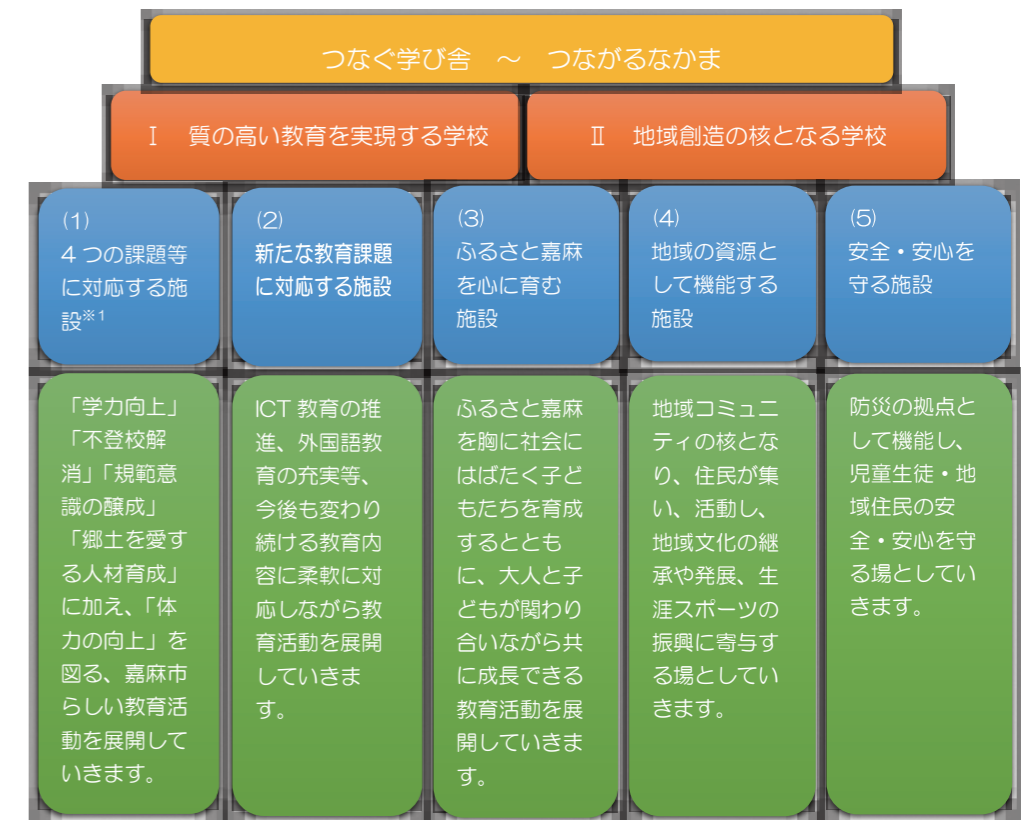 つなぐ学び舎　～　つながるなかま
Ⅰ　質の高い教育を実現する学校
Ⅱ　地域創造の核となる学校
(1)
4つの課題等
に対応する施
設※1
(2)
新たな教育課題
に対応する施設
(3)
ふるさと嘉麻
を心に育む
施設
(4)
地域の資源と
して機能する
施設
(5)
安全・安心を
守る施設
「学力向上」
「不登校解
消」「規範意
識の醸成」
「郷土を愛す
る人材育成」
に加え、「体
力の向上」を
図る、嘉麻市
らしい教育活
動を展開して
いきます。
ICT 教育の推
進、外国語教
育の充実等、
今後も変わり
続ける教育内
容に柔軟に対
応しながら教
育活動を展開
していきま
す。
ふるさと嘉麻
を胸に社会に
はばたく子ど
もたちを育成
するととも
に、大人と子
どもが関わり
合いながら共
に成長できる
教育活動を展
開していきま
す。
地域コミュニ
ティの核とな
り、住民が集
い、活動し、
地域文化の継
承や発展、生
涯スポーツの
振興に寄与す
る場としてい
きます。
防災の拠点と
して機能し、
児童生徒・地
域住民の安
全・安心を守
る場としてい
きます。